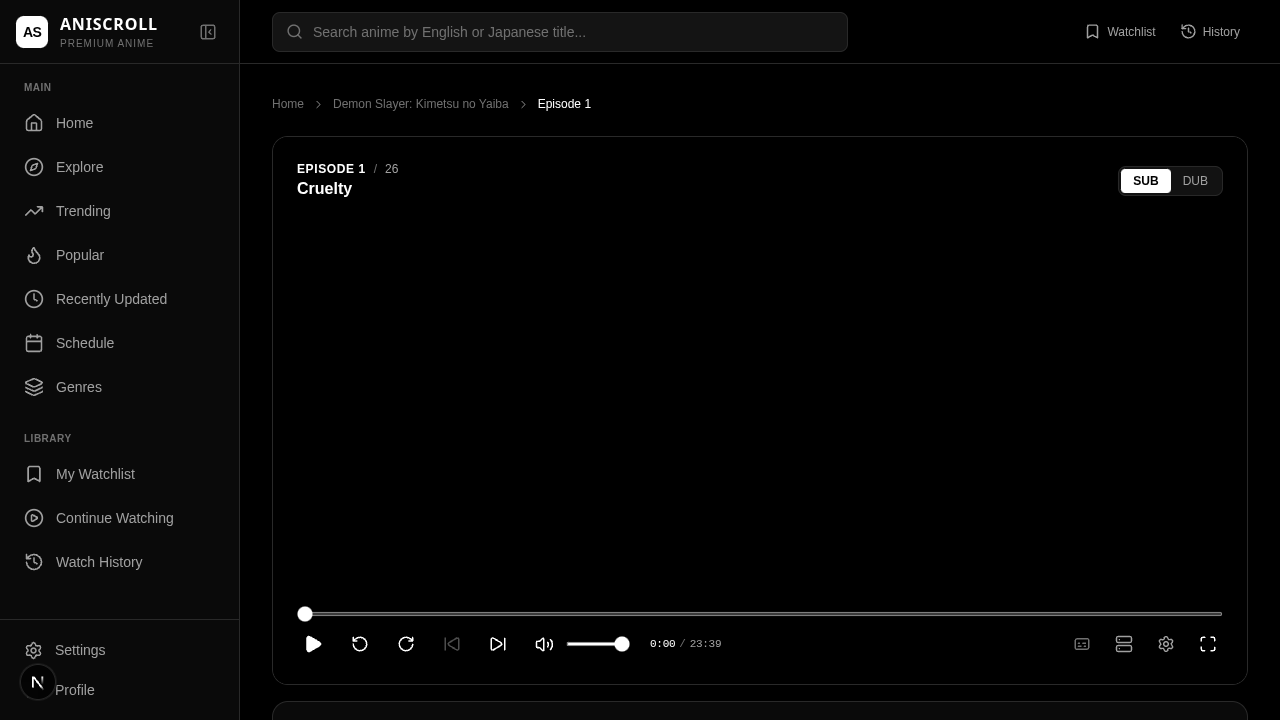 AS
ANISCROLL
PREMIUM ANIME
Search anime by English or Japanese title...
Watchlist
History
MAIN
Home
Explore
Trending
Popular
Recently Updated
Schedule
Genres
LIBRARY
My Watchlist
Continue Watching
Watch History
Settings
N
Profile
Home
Demon Slayer: Kimetsu no Yaiba
Episode 1
EPISODE 1 / 26
Cruelty
SUB
DUB
0:00 / 23:39